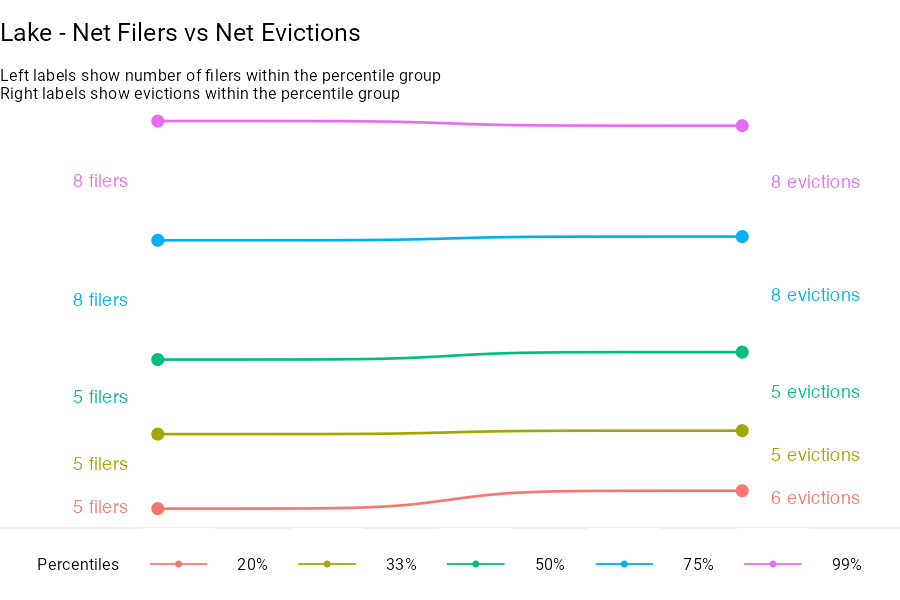 Lake - Net Filers vs Net Evictions
Left labels show number of filers within the percentile group
Right labels show evictions within the percentile group
8 filers
8 evictions
8 filers
8 evictions
5 filers
5 evictions
5 filers
5 evictions
5 filers
6 evictions
Percentiles 20% 33% 50% 75% 99%